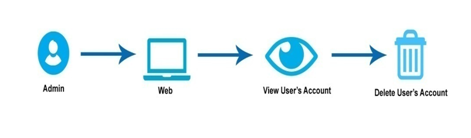 Admin
Web
View User's Account
Delete User's Account